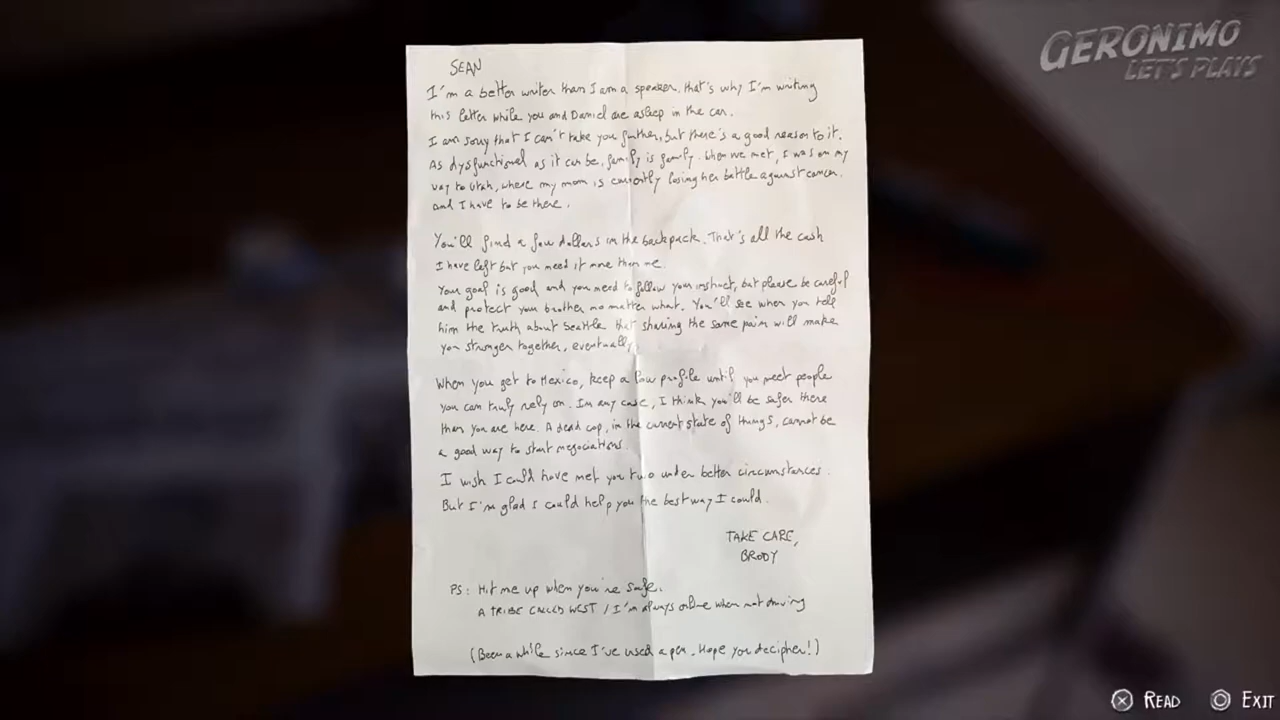 GERONIMO
LET'S PLAYS
SEAN
I'm a better writer than I am a speaker, that's why I'm writing
this letter while you and Daniel are asleep in the car.
I am sorry that I can't take you further, but there's a good reason to it.
As dysfunctional as it can be, family is family. When we met, I was on my
way to Utah, where my mom is currently losing her battle against cancer.
and I have to be there.
You'll find a few dollars in the backpack. That's all the cash
I have left but you need it more than me.
Your goal is good and you need to follow your instinct, but please be careful
and protect your brother no matter what. You'll see when you tell
him the truth about Seattle that sharing the same pain will make
you stronger together, eventually.
When you get to Mexico, keep a low profile until you meet people
you can truly rely on. In any case, I think you'll be safer there
than you are here. A dead cop, in the current state of things, cannot be
a good way to start negociations.
I wish I could have met you two under better circumstances.
But I'm glad I could help you the best way I could.
TAKE CARE,
BRODY
PS: Hit me up when you're safe.
A TRIBE CALLED WEST / I'm always online when not driving
(Been a while since I've used a pen. Hope you decipher!)
READ
EXIT